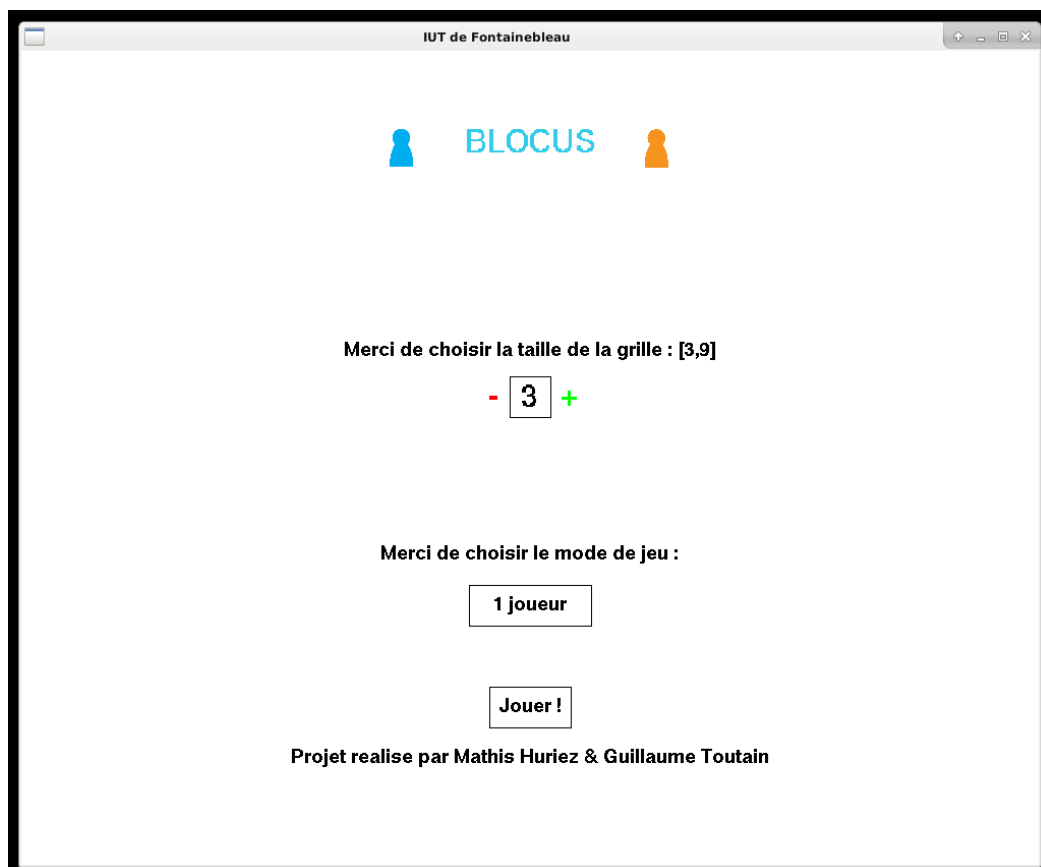 IUT de Fontainebleau
BLOCUS
Merci de choisir la taille de la grille : [3,9]
- 3 +
Merci de choisir le mode de jeu :
1 joueur
Jouer !
Projet realise par Mathis Huriez & Guillaume Toutain